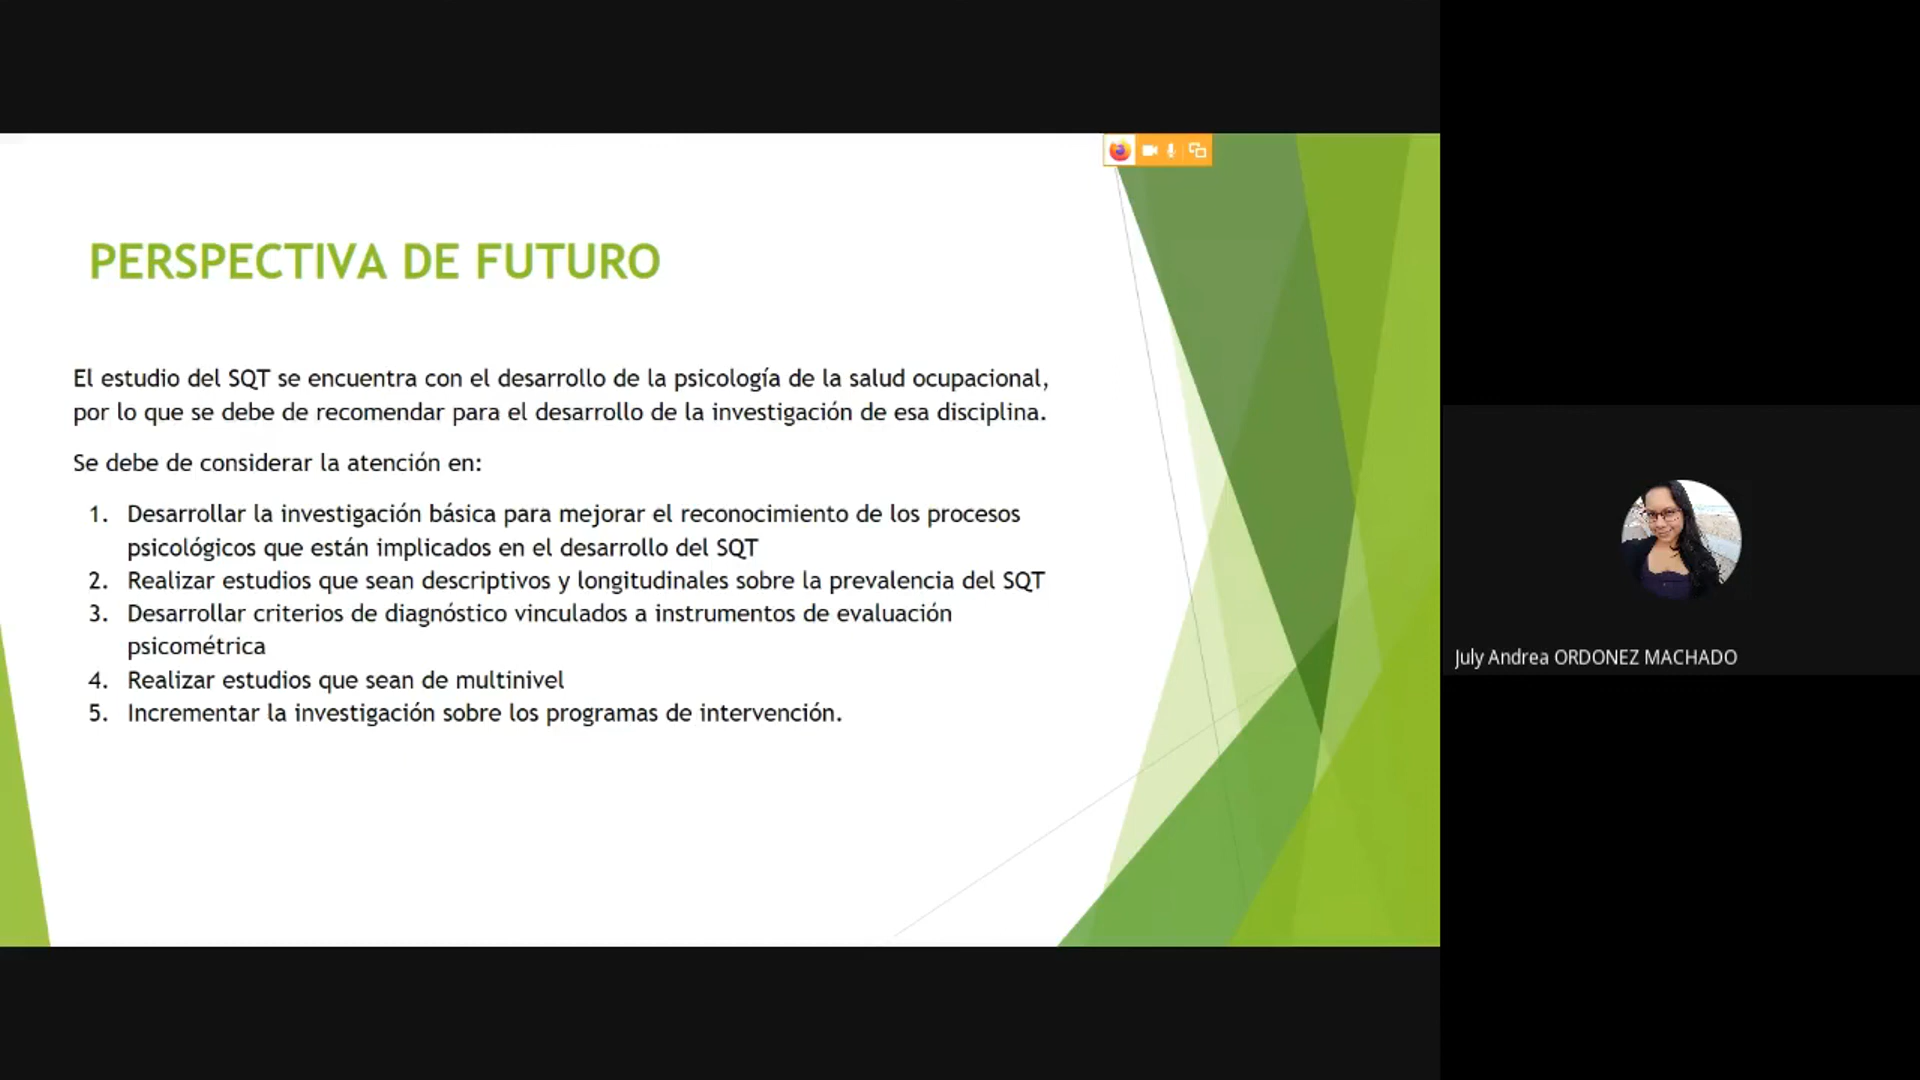 PERSPECTIVA DE FUTURO
El estudio del SQT se encuentra con el desarrollo de la psicología de la salud ocupacional,
por lo que se debe de recomendar para el desarrollo de la investigación de esa disciplina.
Se debe de considerar la atención en:
1. Desarrollar la investigación básica para mejorar el reconocimiento de los procesos
psicológicos que están implicados en el desarrollo del SQT
2. Realizar estudios que sean descriptivos y longitudinales sobre la prevalencia del SQT
3. Desarrollar criterios de diagnóstico vinculados a instrumentos de evaluación
psicométrica
4. Realizar estudios que sean de multinivel
5. Incrementar la investigación sobre los programas de intervención.
July Andrea ORDONEZ MACHADO